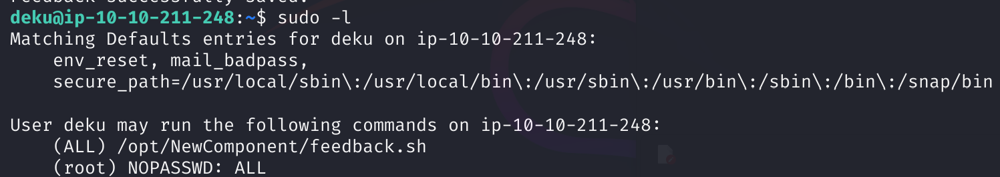 Feedback successfully saved.
deku@ip-10-10-211-248:~$ sudo -l
Matching Defaults entries for deku on ip-10-10-211-248:
    env_reset, mail_badpass,
    secure_path=/usr/local/sbin\:/usr/local/bin\:/usr/sbin\:/usr/bin\:/sbin\:/bin\:/snap/bin

User deku may run the following commands on ip-10-10-211-248:
    (ALL) /opt/NewComponent/feedback.sh
    (root) NOPASSWD: ALL